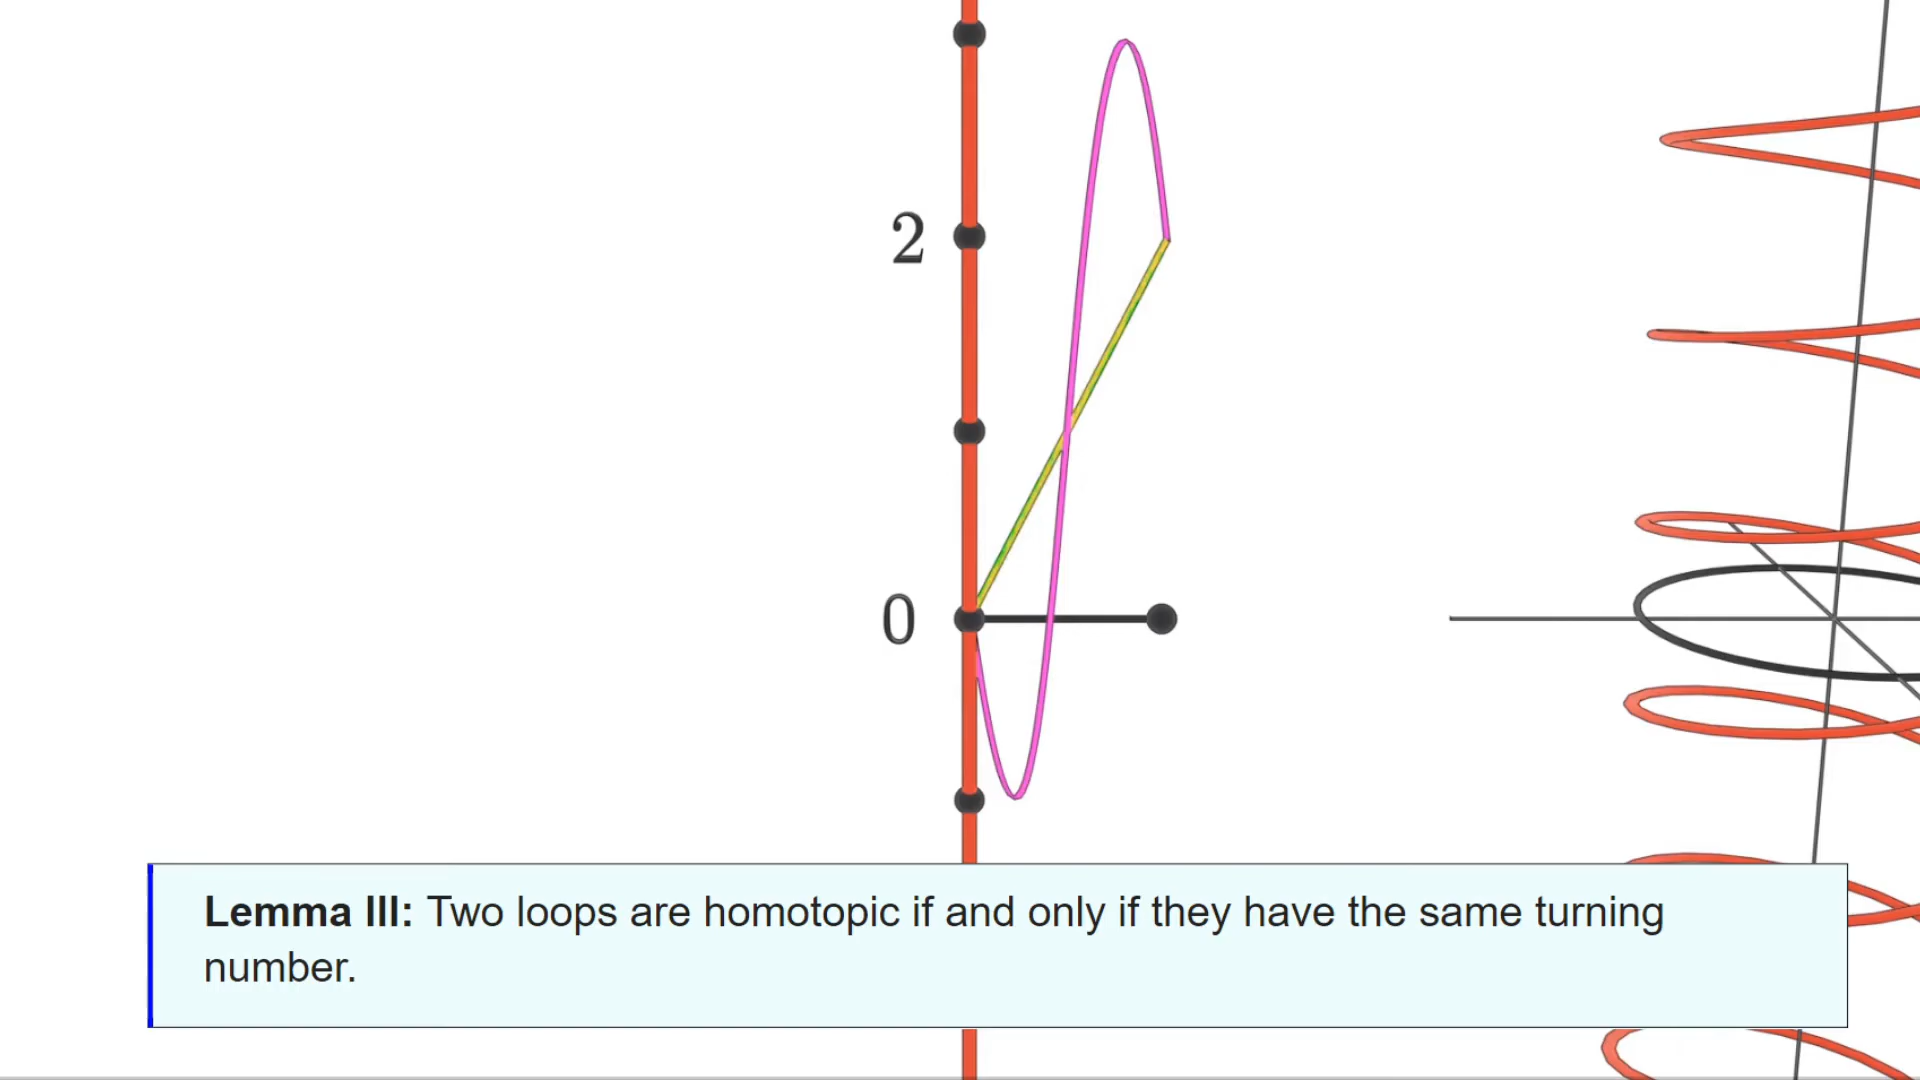 2
0
Lemma III: Two loops are homotopic if and only if they have the same turning
number.